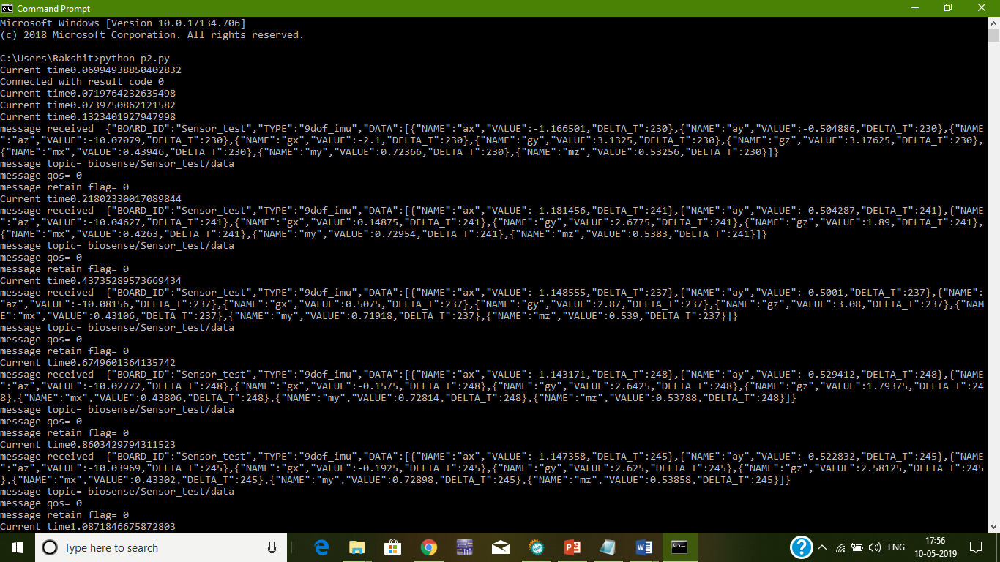 Command Prompt
Microsoft Windows [Version 10.0.17134.706]
(c) 2018 Microsoft Corporation. All rights reserved.
C:\Users\Rakshit>python p2.py
Current time0.06994938850402832
Connected with result code 0
Current time0.0719764232635498
Current time0.0739750862121582
Current time0.1323401927947998
message received  {"BOARD_ID":"Sensor_test","TYPE":"9dof_imu","DATA":[{"NAME":"ax","VALUE":-1.166501,"DELTA_T":230},{"NAME":"ay","VALUE":-0.504886,"DELTA_T":230},{"NAME
":"az","VALUE":-10.07079,"DELTA_T":230},{"NAME":"gx","VALUE":-2.1,"DELTA_T":230},{"NAME":"gy","VALUE":3.1325,"DELTA_T":230},{"NAME":"gz","VALUE":3.17625,"DELTA_T":230},
{"NAME":"mx","VALUE":0.43946,"DELTA_T":230},{"NAME":"my","VALUE":0.72366,"DELTA_T":230},{"NAME":"mz","VALUE":0.53256,"DELTA_T":230}]}
message topic= biosense/Sensor_test/data
message qos= 0
message retain flag= 0
Current time0.21802330017089844
message received  {"BOARD_ID":"Sensor_test","TYPE":"9dof_imu","DATA":[{"NAME":"ax","VALUE":-1.181456,"DELTA_T":241},{"NAME":"ay","VALUE":-0.504287,"DELTA_T":241},{"NAME
":"az","VALUE":-10.04627,"DELTA_T":241},{"NAME":"gx","VALUE":0.14875,"DELTA_T":241},{"NAME":"gy","VALUE":2.6775,"DELTA_T":241},{"NAME":"gz","VALUE":1.89,"DELTA_T":241},
{"NAME":"mx","VALUE":0.4263,"DELTA_T":241},{"NAME":"my","VALUE":0.72954,"DELTA_T":241},{"NAME":"mz","VALUE":0.5383,"DELTA_T":241}]}
message topic= biosense/Sensor_test/data
message qos= 0
message retain flag= 0
Current time0.43735289573669434
message received  {"BOARD_ID":"Sensor_test","TYPE":"9dof_imu","DATA":[{"NAME":"ax","VALUE":-1.148555,"DELTA_T":237},{"NAME":"ay","VALUE":-0.5001,"DELTA_T":237},{"NAME":
"az","VALUE":-10.08156,"DELTA_T":237},{"NAME":"gx","VALUE":0.5075,"DELTA_T":237},{"NAME":"gy","VALUE":2.87,"DELTA_T":237},{"NAME":"gz","VALUE":3.08,"DELTA_T":237},{"NAM
E":"mx","VALUE":0.43106,"DELTA_T":237},{"NAME":"my","VALUE":0.71918,"DELTA_T":237},{"NAME":"mz","VALUE":0.539,"DELTA_T":237}]}
message topic= biosense/Sensor_test/data
message qos= 0
message retain flag= 0
Current time0.6749601364135742
message received  {"BOARD_ID":"Sensor_test","TYPE":"9dof_imu","DATA":[{"NAME":"ax","VALUE":-1.143171,"DELTA_T":248},{"NAME":"ay","VALUE":-0.529412,"DELTA_T":248},{"NAME
":"az","VALUE":-10.02772,"DELTA_T":248},{"NAME":"gx","VALUE":-0.1575,"DELTA_T":248},{"NAME":"gy","VALUE":2.6425,"DELTA_T":248},{"NAME":"gz","VALUE":1.79375,"DELTA_T":24
8},{"NAME":"mx","VALUE":0.43806,"DELTA_T":248},{"NAME":"my","VALUE":0.72814,"DELTA_T":248},{"NAME":"mz","VALUE":0.53788,"DELTA_T":248}]}
message topic= biosense/Sensor_test/data
message qos= 0
message retain flag= 0
Current time0.8603429794311523
message received  {"BOARD_ID":"Sensor_test","TYPE":"9dof_imu","DATA":[{"NAME":"ax","VALUE":-1.147358,"DELTA_T":245},{"NAME":"ay","VALUE":-0.522832,"DELTA_T":245},{"NAME
":"az","VALUE":-10.03969,"DELTA_T":245},{"NAME":"gx","VALUE":-0.1925,"DELTA_T":245},{"NAME":"gy","VALUE":2.625,"DELTA_T":245},{"NAME":"gz","VALUE":2.58125,"DELTA_T":245
},{"NAME":"mx","VALUE":0.43302,"DELTA_T":245},{"NAME":"my","VALUE":0.72898,"DELTA_T":245},{"NAME":"mz","VALUE":0.53858,"DELTA_T":245}]}
message topic= biosense/Sensor_test/data
message qos= 0
message retain flag= 0
Current time1.0871846675872803
Type here to search
ENG
17:56
10-05-2019